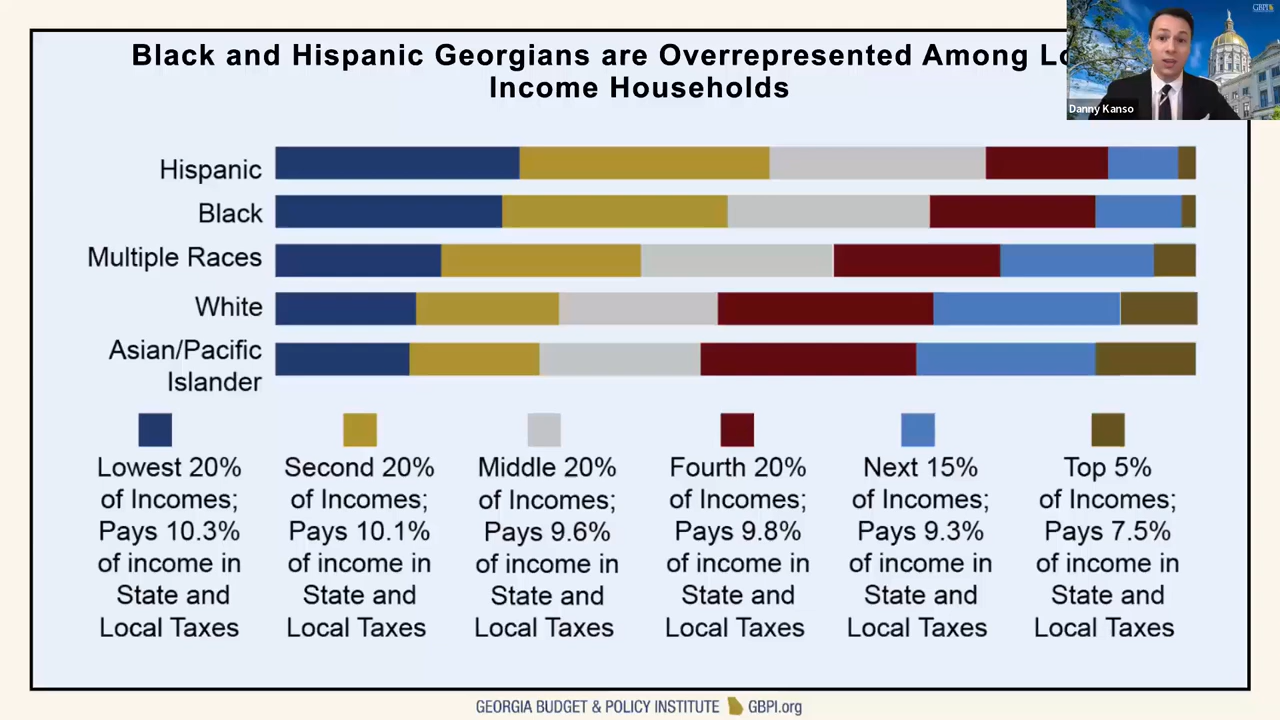 Black and Hispanic Georgians are Overrepresented Among
Income Households
GBPI
Danny Kanso
Hispanic
Black
Multiple Races
White
Asian/Pacific
Islander
Lowest 20%
of Incomes;
Pays 10.3%
of income in
State and
Local Taxes
Second 20%
of Incomes;
Pays 10.1%
of income in
State and
Local Taxes
Middle 20%
of Incomes;
Pays 9.6%
of income in
State and
Local Taxes
Fourth 20%
of Incomes;
Pays 9.8%
of income in
State and
Local Taxes
Next 15%
of Incomes;
Pays 9.3%
of income in
State and
Local Taxes
Top 5%
of Incomes;
Pays 7.5%
of income in
State and
Local Taxes
GEORGIA BUDGET & POLICY INSTITUTE GBPI.org